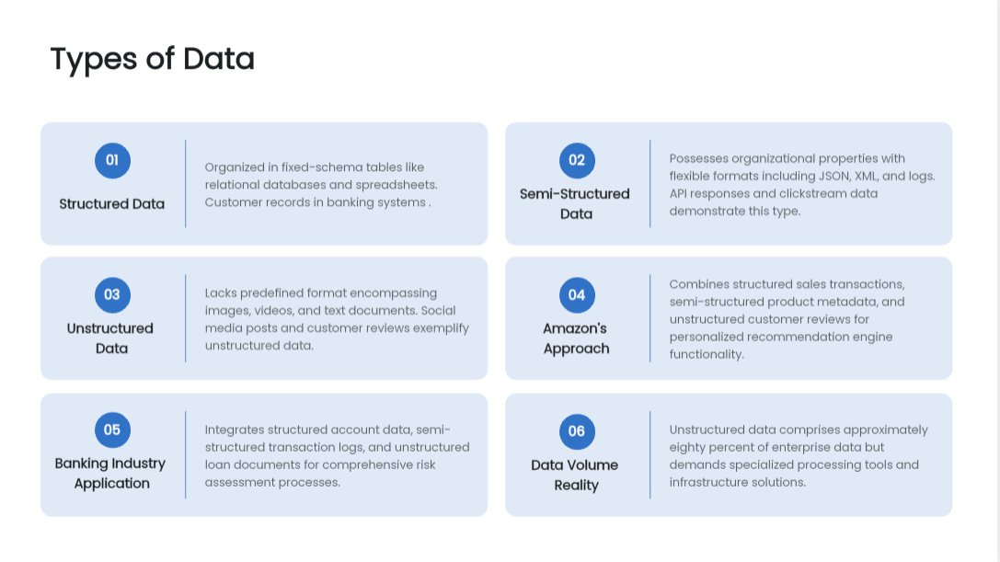 Types of Data
01
Structured Data
Organized in fixed-schema tables like
relational databases and spreadsheets.
Customer records in banking systems .
02
Semi-Structured
Data
Possesses organizational properties with
flexible formats including JSON, XML, and logs.
API responses and clickstream data
demonstrate this type.
03
Unstructured
Data
Lacks predefined format encompassing
images, videos, and text documents. Social
media posts and customer reviews exemplify
unstructured data.
04
Amazon's
Approach
Combines structured sales transactions,
semi-structured product metadata, and
unstructured customer reviews for
personalized recommendation engine
functionality.
05
Banking Industry
Application
Integrates structured account data, semi-
structured transaction logs, and unstructured
loan documents for comprehensive risk
assessment processes.
06
Data Volume
Reality
Unstructured data comprises approximately
eighty percent of enterprise data but
demands specialized processing tools and
infrastructure solutions.